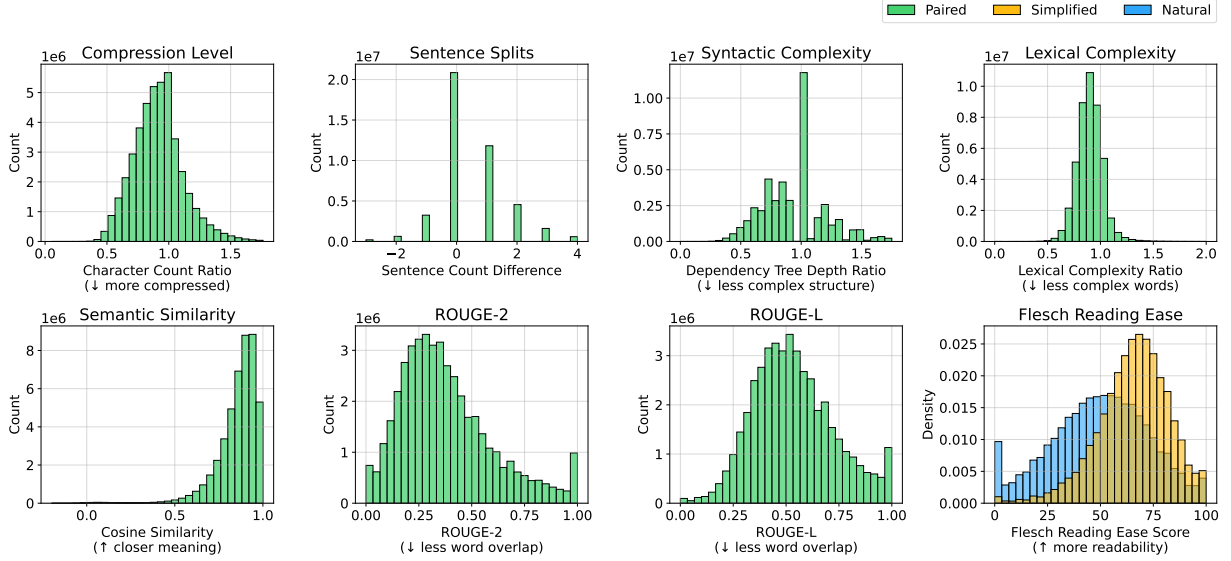 Paired Simplified Natural
Compression Level
1e6
Count
5
4
3
2
1
0
0.0 0.5 1.0 1.5
Character Count Ratio
(↓ more compressed)
Sentence Splits
1e7
Count
2.0
1.5
1.0
0.5
0.0
−2 0 2 4
Sentence Count Difference
Syntactic Complexity
1e7
Count
1.00
0.75
0.50
0.25
0.00
0.0 0.5 1.0 1.5
Dependency Tree Depth Ratio
(↓ less complex structure)
Lexical Complexity
1e7
Count
1.0
0.8
0.6
0.4
0.2
0.0
0.0 0.5 1.0 1.5 2.0
Lexical Complexity Ratio
(↓ less complex words)
Semantic Similarity
1e6
Count
8
6
4
2
0
0.0 0.5 1.0
Cosine Similarity
(↑ closer meaning)
ROUGE-2
1e6
Count
3
2
1
0
0.00 0.25 0.50 0.75 1.00
ROUGE-2
(↓ less word overlap)
ROUGE-L
1e6
Count
3
2
1
0
0.00 0.25 0.50 0.75 1.00
ROUGE-L
(↓ less word overlap)
Flesch Reading Ease
Density
0.025
0.020
0.015
0.010
0.005
0.000
0 25 50 75 100
Flesch Reading Ease Score
(↑ more readability)